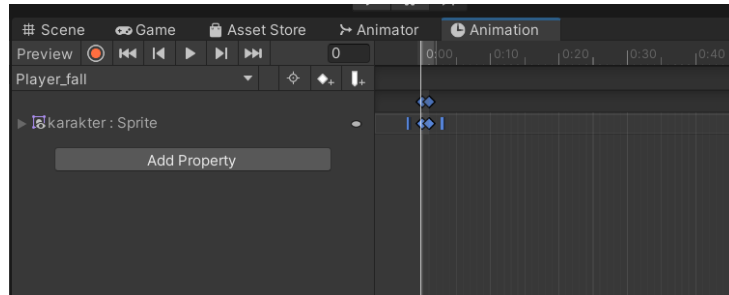 Scene Game Asset Store Animator Animation
Preview 0 0:00 0:10 0:20 0:30 0:40
Player_fall
karakter : Sprite
Add Property